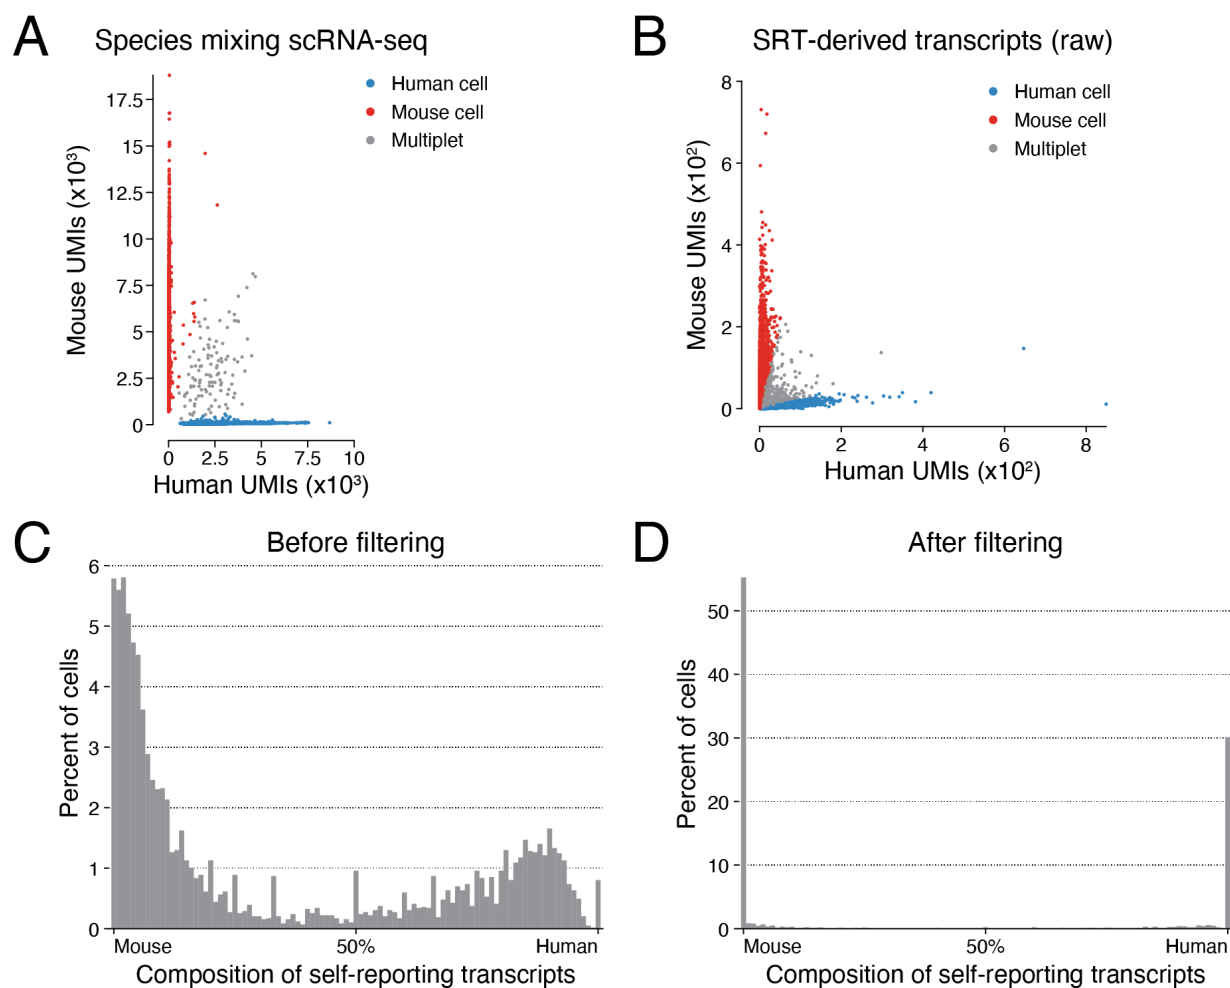 A
Species mixing scRNA-seq
Human cell
Mouse cell
Multiplet
17.5
15
12.5
10
7.5
5
2.5
0
Mouse UMIs (x10³)
0
2.5
5
7.5
10
Human UMIs (x10³)
B
SRT-derived transcripts (raw)
Human cell
Mouse cell
Multiplet
8
6
4
2
0
Mouse UMIs (x10²)
0
2
4
6
8
Human UMIs (x10²)
C
Before filtering
6
5
4
3
2
1
0
Percent of cells
Mouse
50%
Human
Composition of self-reporting transcripts
D
After filtering
50
40
30
20
10
0
Percent of cells
Mouse
50%
Human
Composition of self-reporting transcripts